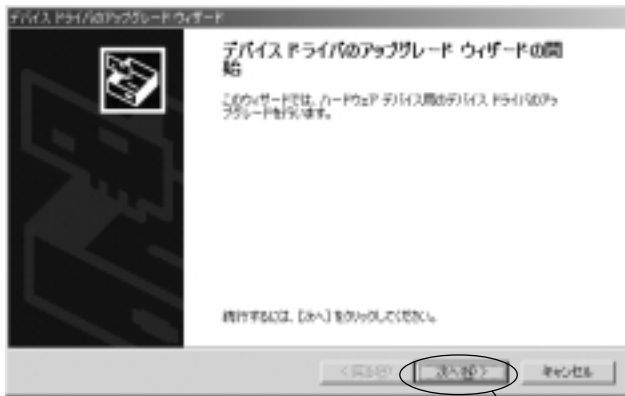 デバイス ドライバのアップグレード ウィザード
デバイス ドライバのアップグレード ウィザードの開
始
このウィザードでは、ハードウェア デバイス用のデバイス ドライバのアッ
プグレードを行います。
続行するには、[次へ] をクリックしてください。
< 戻る(B) 次へ(N) > キャンセル